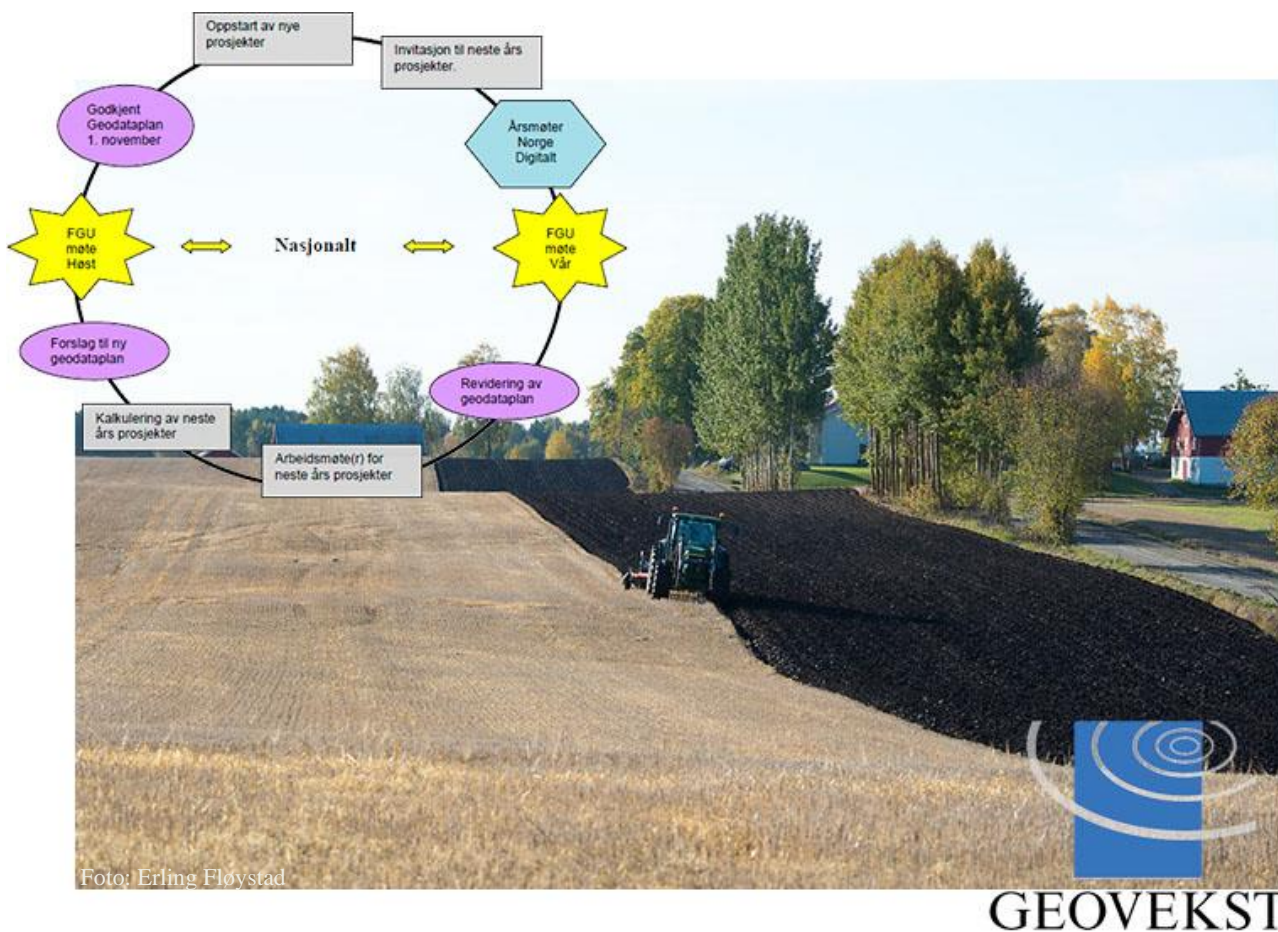 Oppstart av nye
prosjekter
Invitasjon til neste års
prosjekter.
Godkjent
Geodataplan
1. november
Årsmøter
Norge
Digitalt
FGU
møte
Høst
Nasjonalt
FGU
møte
Vår
Forslag til ny
geodataplan
Revidering av
geodataplan
Kalkulering av neste
års prosjekter
Arbeidsmøte(r) for
neste års prosjekter
Foto: Erling Fløystad
GEOVEKST